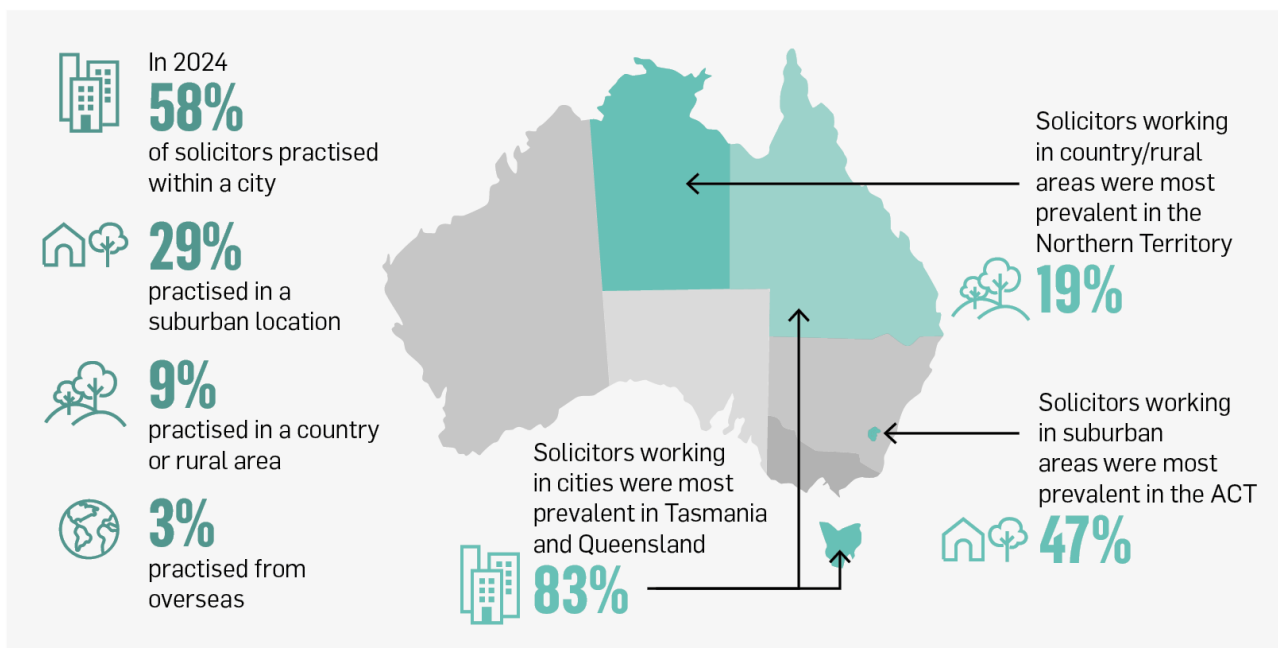 In 2024
58%
of solicitors practised
within a city
29%
practised in a
suburban location
9%
practised in a country
or rural area
3%
practised from
overseas
Solicitors working
in cities were most
prevalent in Tasmania
and Queensland
83%
Solicitors working
in country/rural
areas were most
prevalent in the
Northern Territory
19%
Solicitors working
in suburban
areas were most
prevalent in the ACT
47%